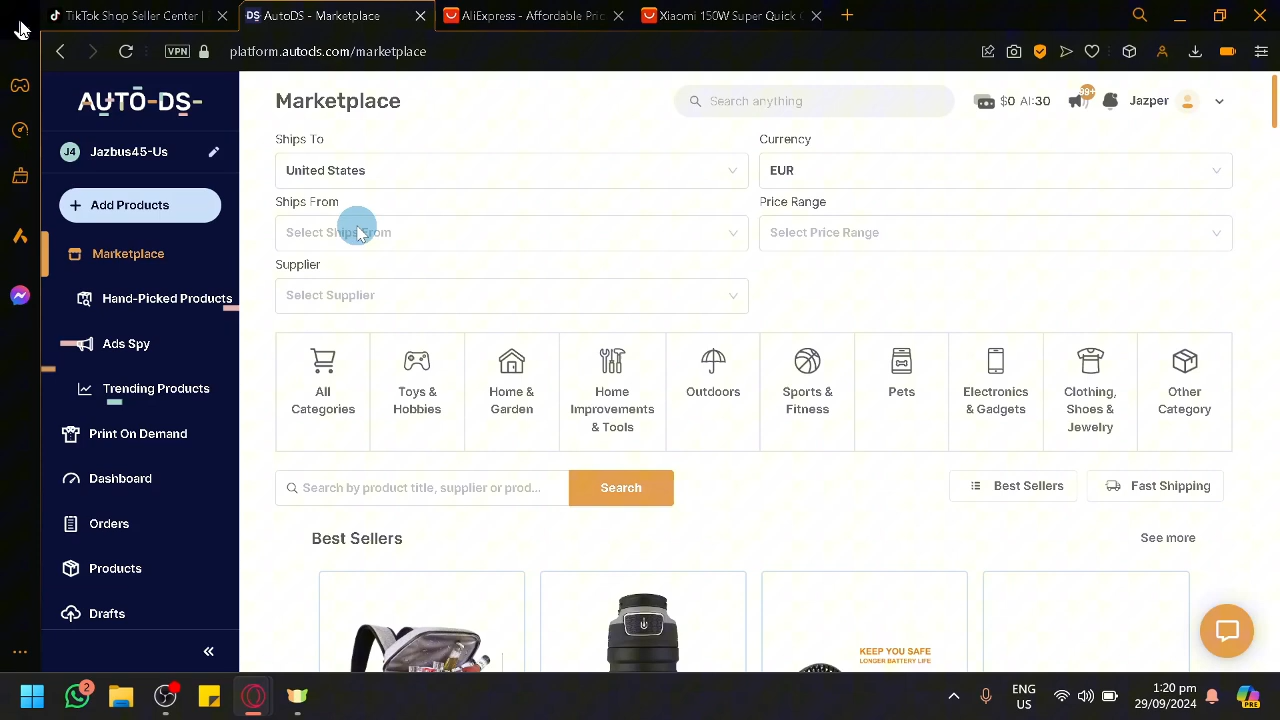 TikTok Shop Seller Center |
AutoDS - Marketplace
AliExpress - Affordable Pric
Xiaomi 150W Super Quick C
VPN
platform.autods.com/marketplace
AUTO-DS
J4 Jazbus45-Us
+ Add Products
Marketplace
Hand-Picked Products
Ads Spy
Trending Products
Print On Demand
Dashboard
Orders
Products
Drafts
Marketplace
Search anything
$0 AI:30
99+
Jazper
Ships To
United States
Currency
EUR
Ships From
Select Ships From
Price Range
Select Price Range
Supplier
Select Supplier
All
Categories
Toys &
Hobbies
Home &
Garden
Home
Improvements
& Tools
Outdoors
Sports &
Fitness
Pets
Electronics
& Gadgets
Clothing,
Shoes &
Jewelry
Other
Category
Search by product title, supplier or prod...
Search
Best Sellers
Fast Shipping
Best Sellers
See more
KEEP YOU SAFE
LONGER BATTERY LIFE
2
ENG
US
1:20 pm
29/09/2024
PRE